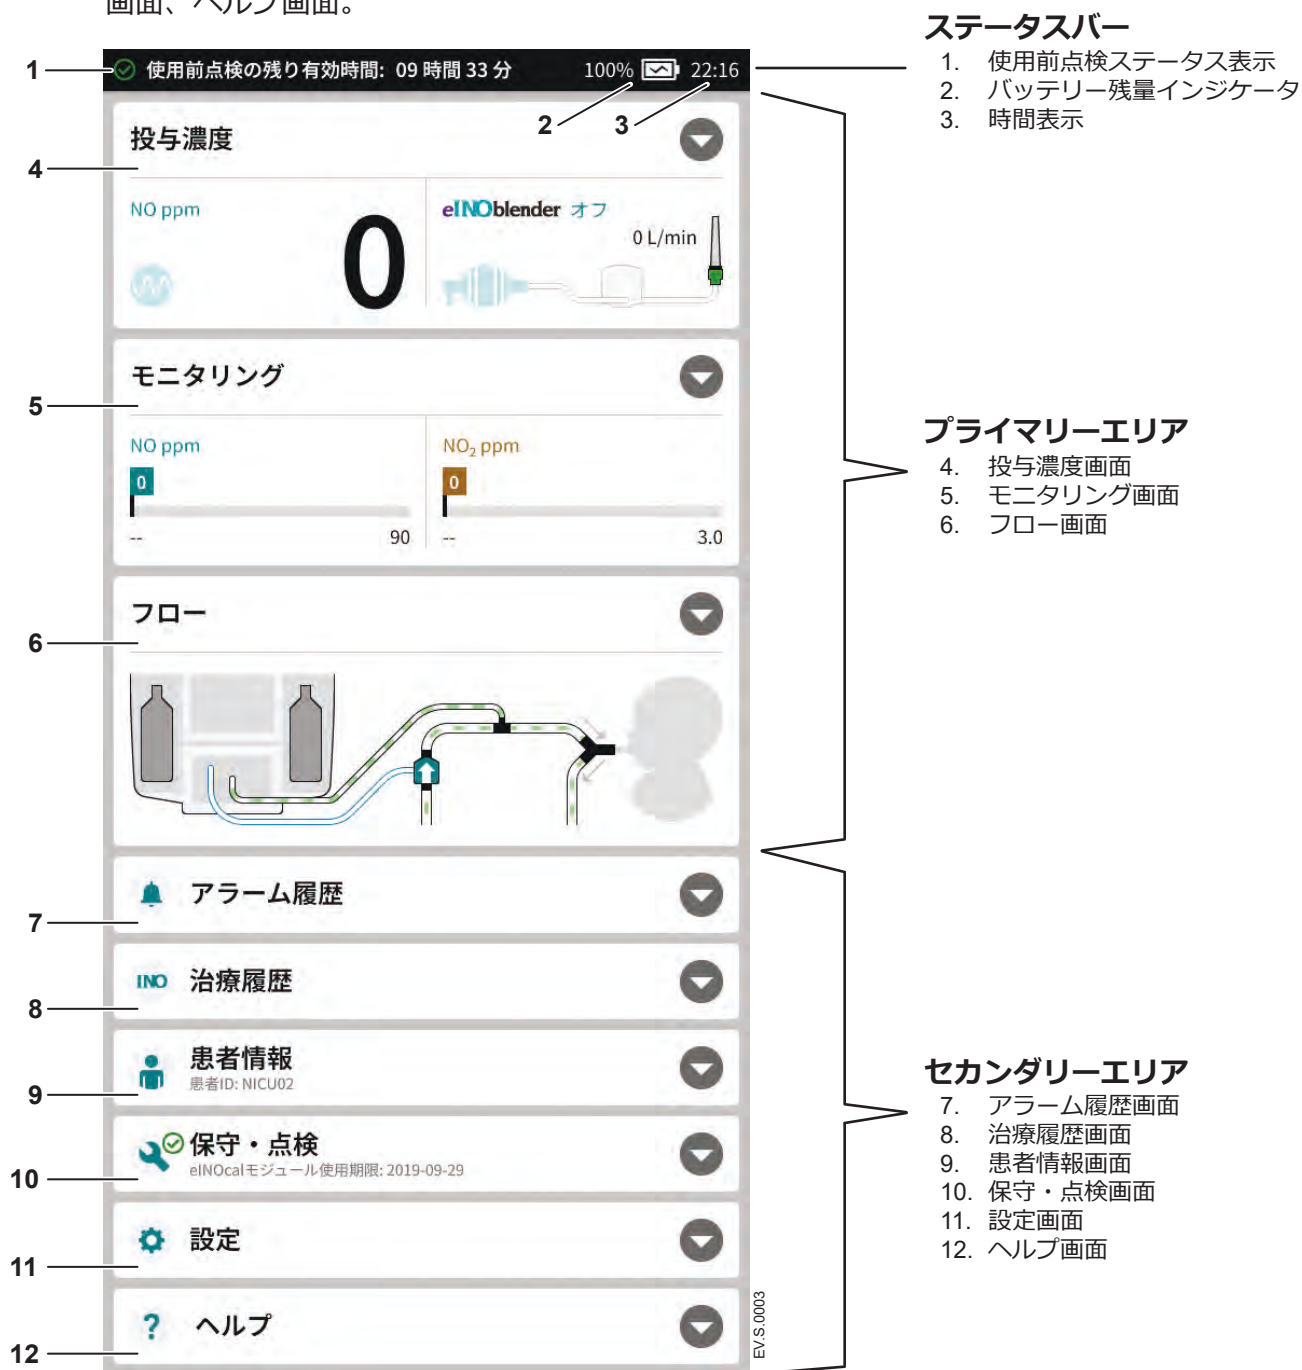 画面、ヘルプ画面。
ステータスバー
1. 使用前点検ステータス表示
2. バッテリー残量インジケータ
3. 時間表示
1
使用前点検の残り有効時間: 09 時間 33 分 100% 22:16
2 3
投与濃度
4
NO ppm
0
eINOblender オフ
0 L/min
モニタリング
5
NO ppm
0
-- 90
NO₂ ppm
0
-- 3.0
プライマリーエリア
4. 投与濃度画面
5. モニタリング画面
6. フロー画面
フロー
6
アラーム履歴
7
INO 治療履歴
8
患者情報
患者ID: NICU02
9
保守・点検
eINOcalモジュール使用期限: 2019-09-29
10
設定
11
? ヘルプ
12
セカンダリーエリア
7. アラーム履歴画面
8. 治療履歴画面
9. 患者情報画面
10. 保守・点検画面
11. 設定画面
12. ヘルプ画面
EV.S.0003